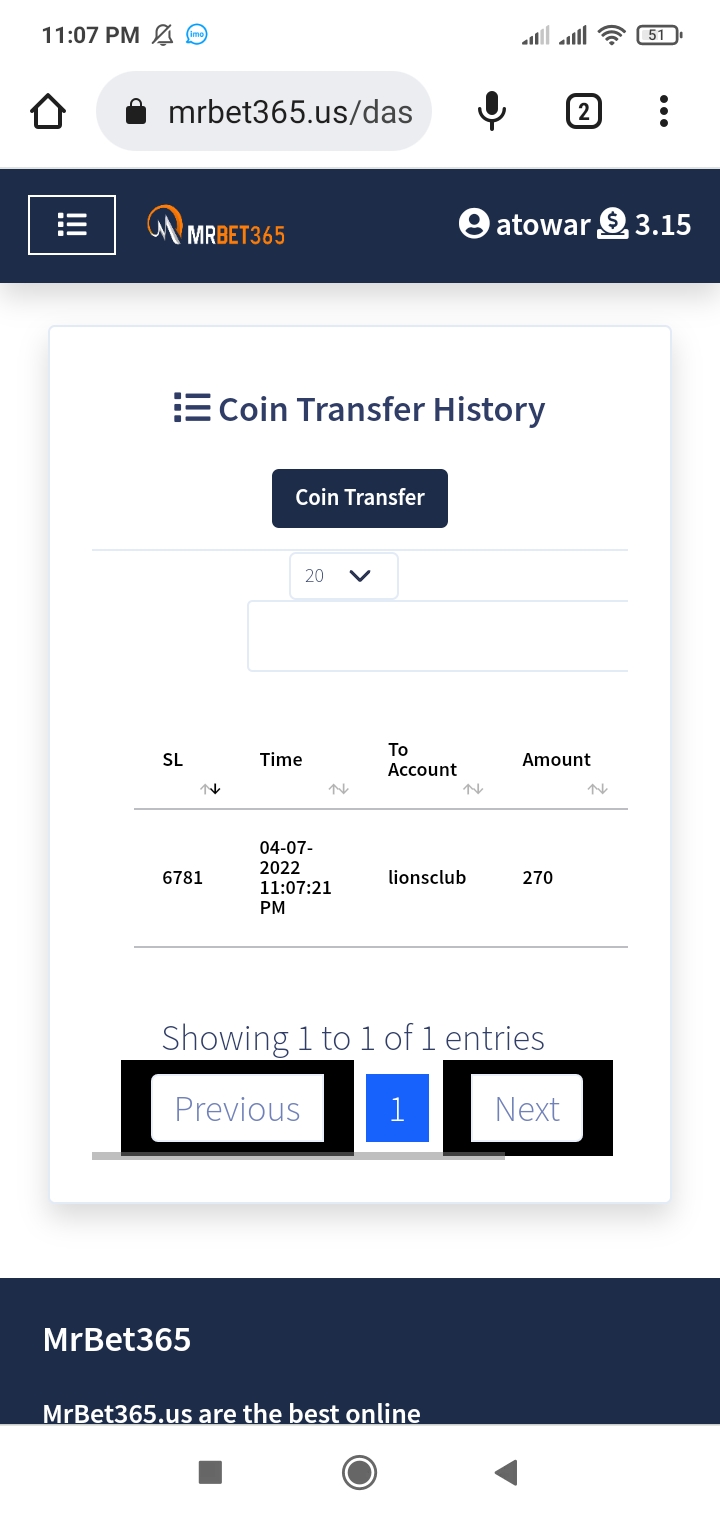 11:07 PM imo 51
mrbet365.us/das 2
MRBET365 atowar 3.15
Coin Transfer History
Coin Transfer
20
SL Time To Account Amount
6781 04-07-2022 11:07:21 PM lionsclub 270
Showing 1 to 1 of 1 entries
Previous 1 Next
MrBet365
MrBet365.us are the best online